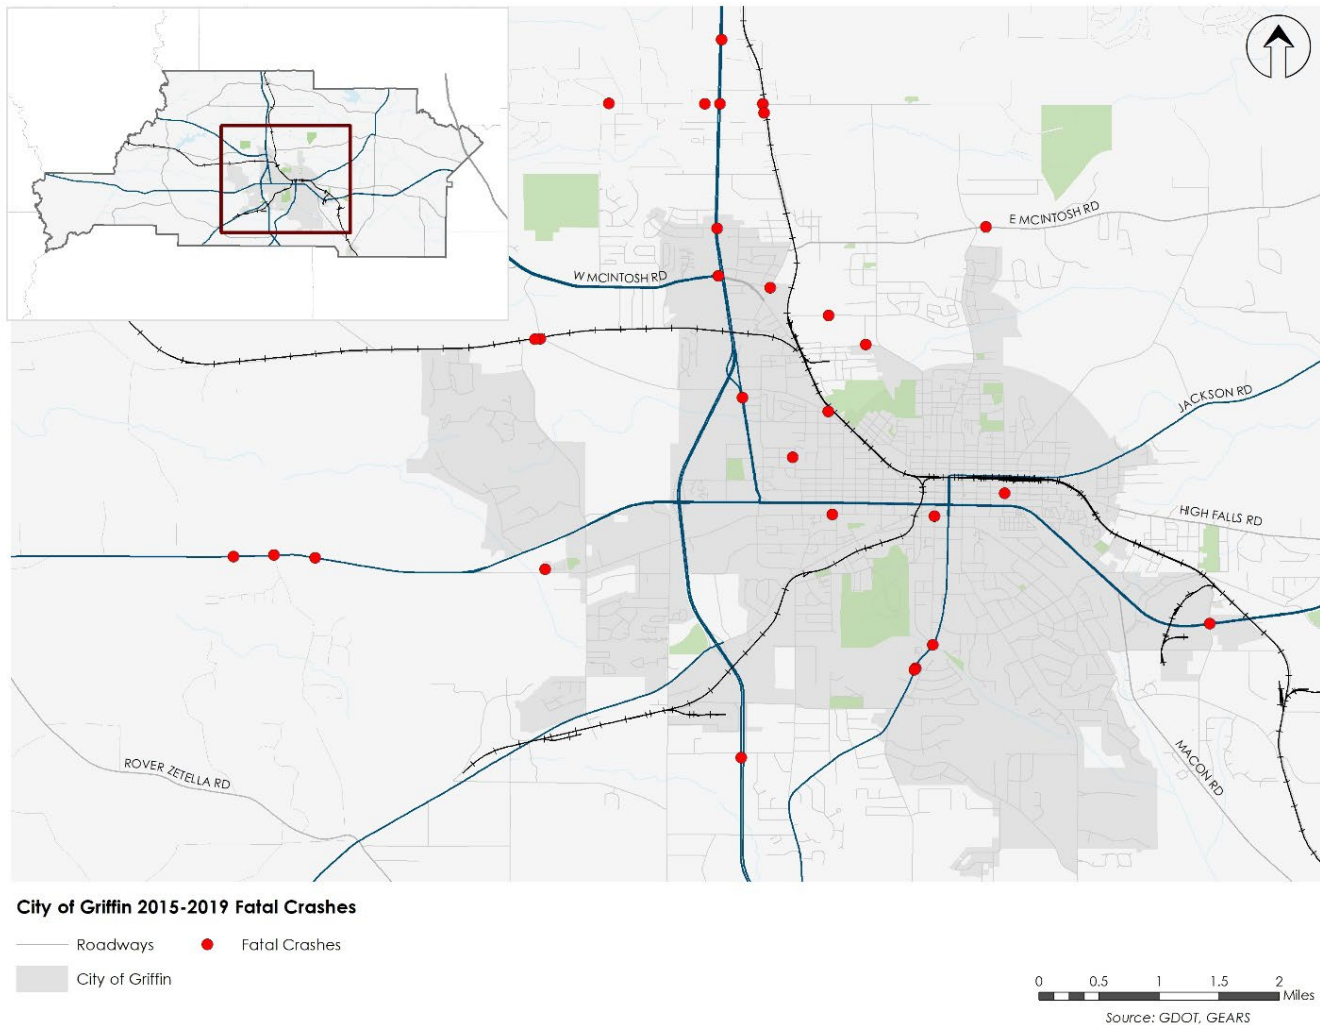 E MCINTOSH RD
W MCINTOSH RD
JACKSON RD
HIGH FALLS RD
MACON RD
ROVER ZETELLA RD
City of Griffin 2015-2019 Fatal Crashes
Roadways
Fatal Crashes
City of Griffin
0 0.5 1 1.5 2
Miles
Source: GDOT, GEARS